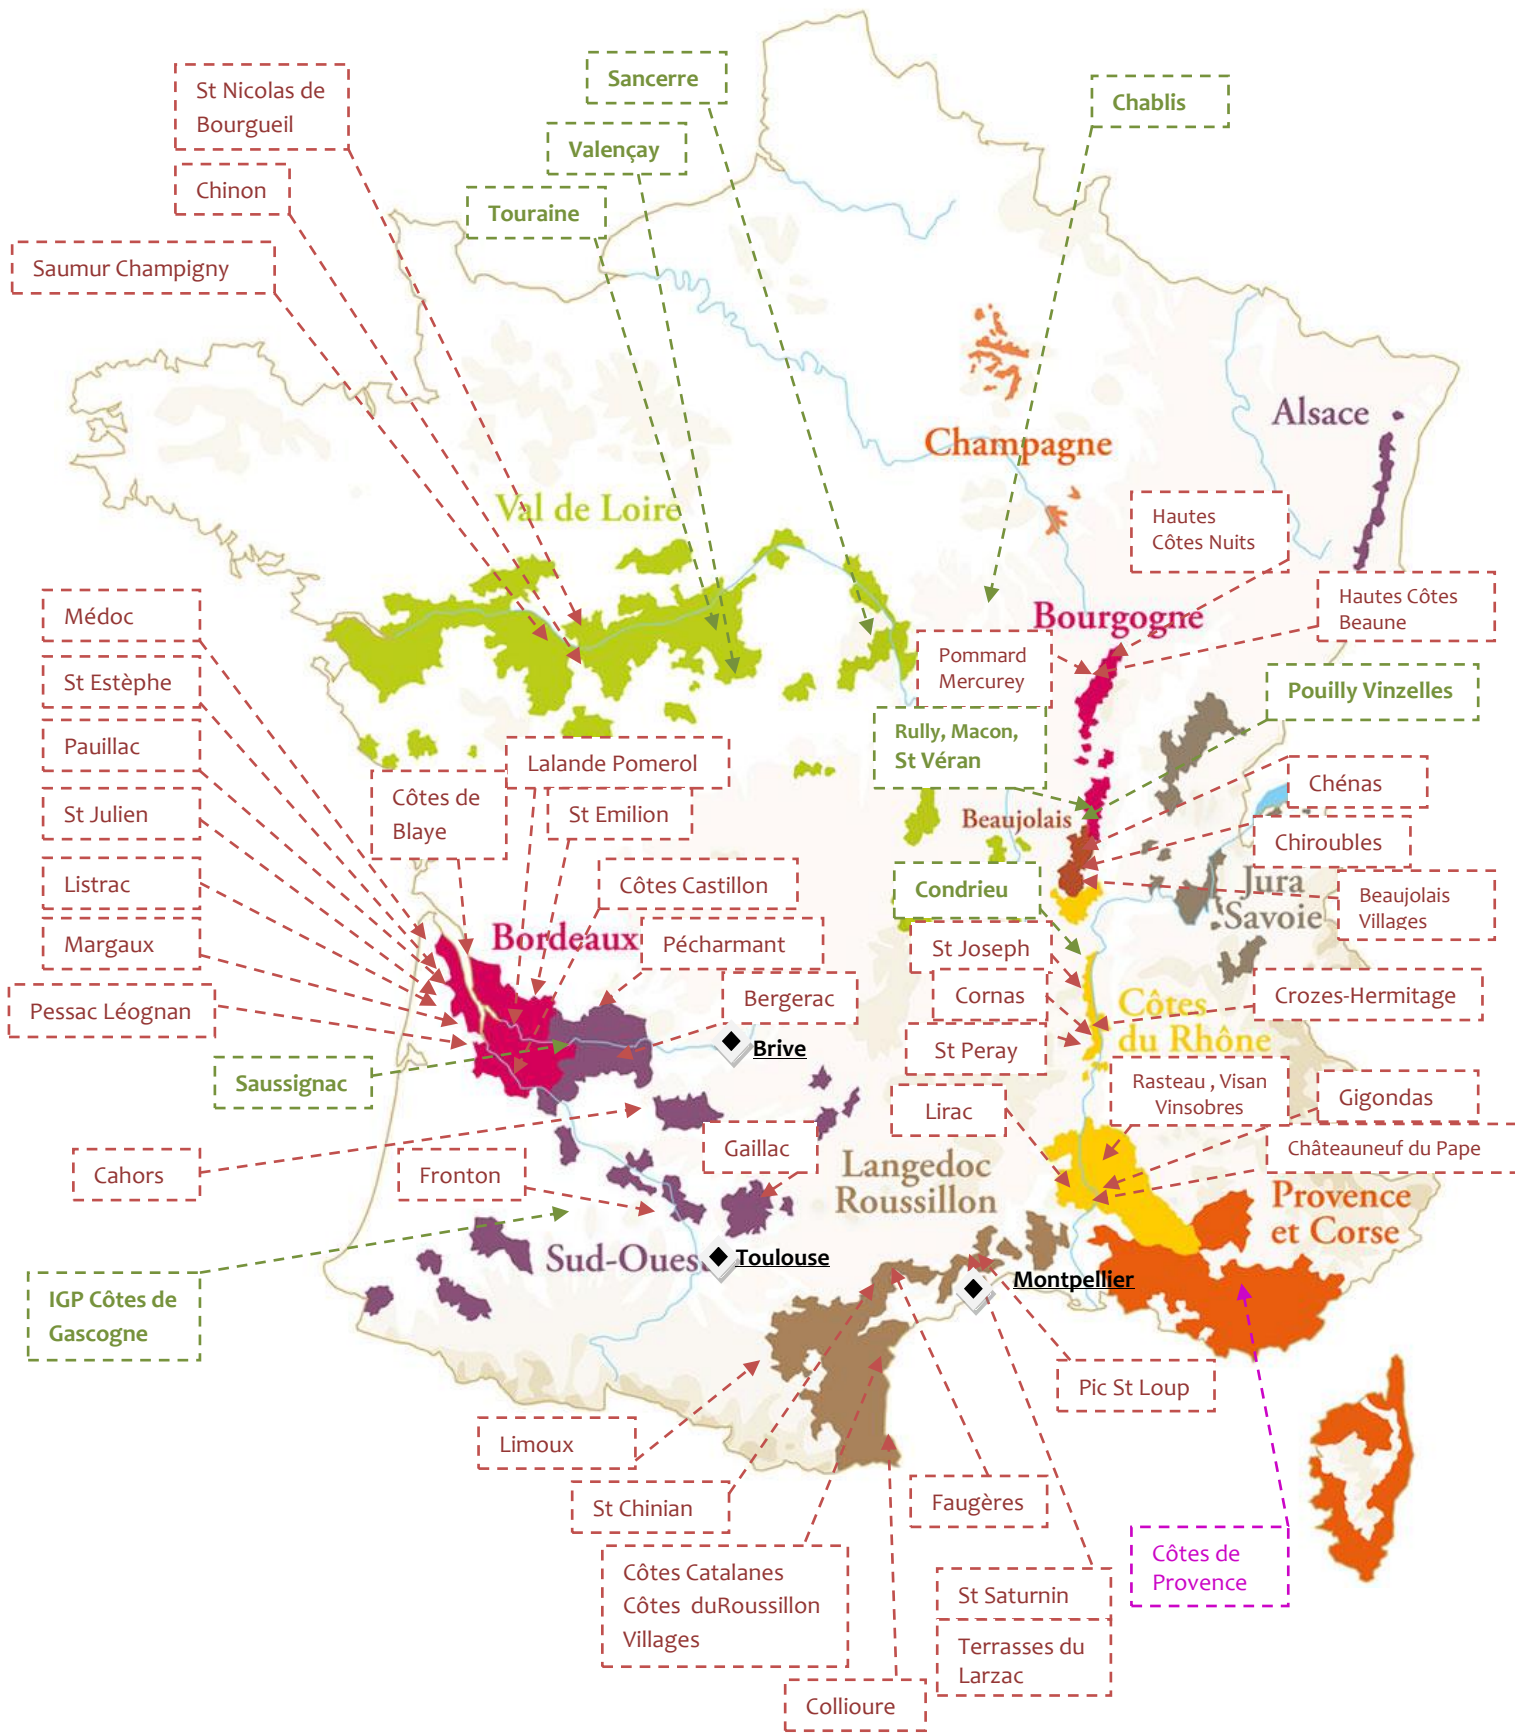 Sancerre
St Nicolas de
Bourgueil
Chablis
Valençay
Chinon
Touraine
Saumur Champigny
Alsace
Champagne
Val de Loire
Hautes
Côtes Nuits
Médoc
Hautes Côtes
Beaune
Bourgogne
Pommard
Mercurey
St Estèphe
Pouilly Vinzelles
Rully, Macon,
St Véran
Pauillac
Lalande Pomerol
Côtes de
Blaye
Chénas
St Julien
St Emilion
Beaujolais
Chiroubles
Listrac
Côtes Castillon
Condrieu
Jura
Savoie
Beaujolais
Villages
Margaux
Bordeaux
Pécharmant
St Joseph
Pessac Léognan
Bergerac
Cornas
Côtes
du Rhône
Crozes-Hermitage
Brive
St Peray
Saussignac
Rasteau , Visan
Vinsobres
Gigondas
Lirac
Cahors
Fronton
Gaillac
Langedoc
Roussillon
Châteauneuf du Pape
Provence
et Corse
Sud-Oues
Toulouse
Montpellier
IGP Côtes de
Gascogne
Pic St Loup
Limoux
St Chinian
Faugères
Côtes de
Provence
Côtes Catalanes
Côtes duRoussillon
Villages
St Saturnin
Terrasses du
Larzac
Collioure